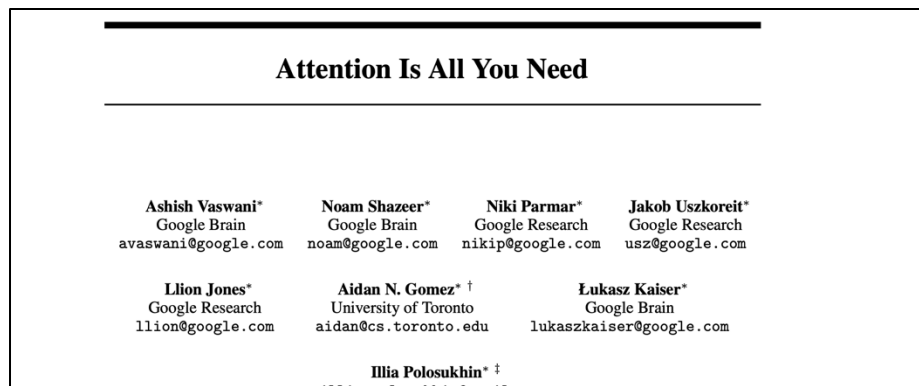 Attention Is All You Need
Ashish Vaswani* Noam Shazeer* Niki Parmar* Jakob Uszkoreit*
Google Brain Google Brain Google Research Google Research
avaswani@google.com noam@google.com nikip@google.com usz@google.com
Llion Jones* Aidan N. Gomez* † Łukasz Kaiser*
Google Research University of Toronto Google Brain
llion@google.com aidan@cs.toronto.edu lukaszkaiser@google.com
Illia Polosukhin* ‡